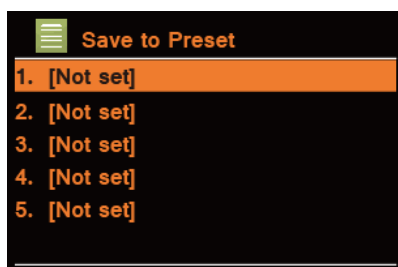 Save to Preset
1. [Not set]
2. [Not set]
3. [Not set]
4. [Not set]
5. [Not set]